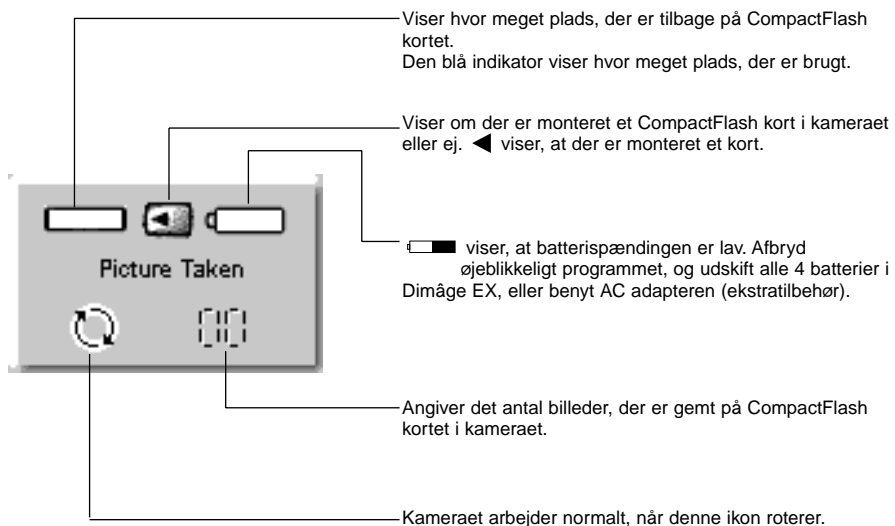 Viser hvor meget plads, der er tilbage på CompactFlash
kortet.
Den blå indikator viser hvor meget plads, der er brugt.
Viser om der er monteret et CompactFlash kort i kameraet
eller ej. ◀ viser, at der er monteret et kort.
viser, at batterispændingen er lav. Afbryd
øjeblikkeligt programmet, og udskift alle 4 batterier i
Dimâge EX, eller benyt AC adapteren (ekstratilbehør).
Picture Taken
Angiver det antal billeder, der er gemt på CompactFlash
kortet i kameraet.
Kameraet arbejder normalt, når denne ikon roterer.